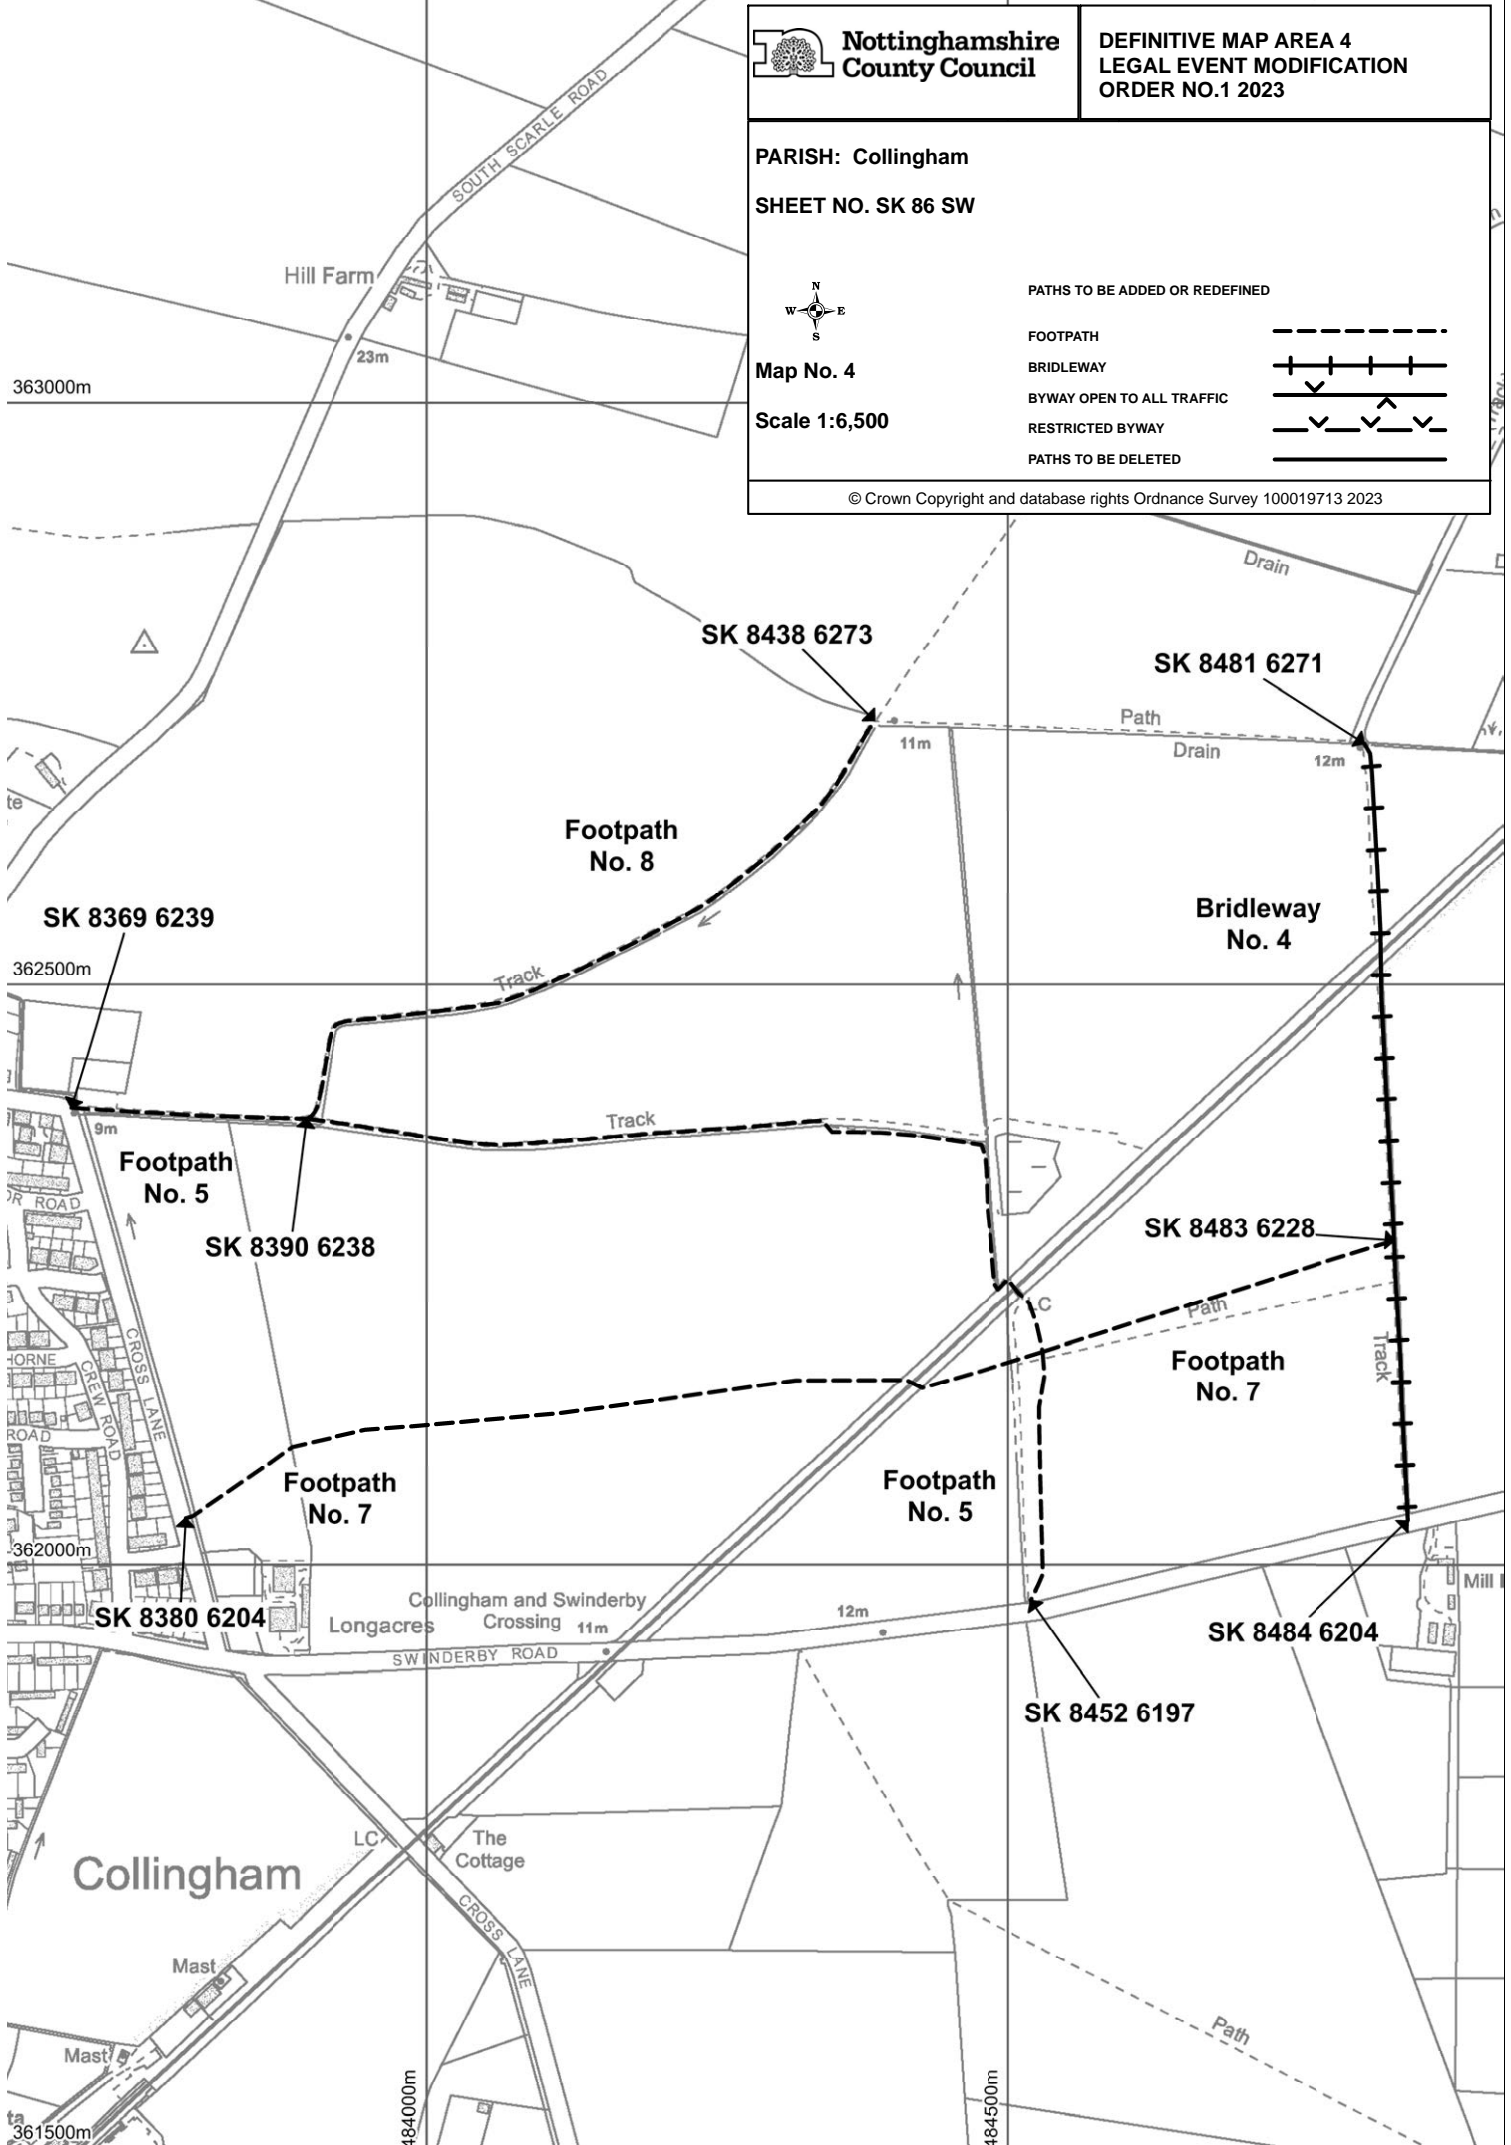 Nottinghamshire
County Council
DEFINITIVE MAP AREA 4
LEGAL EVENT MODIFICATION
ORDER NO.1 2023
PARISH: Collingham
SHEET NO. SK 86 SW
N
W E
S
Map No. 4
Scale 1:6,500
PATHS TO BE ADDED OR REDEFINED
FOOTPATH
BRIDLEWAY
BYWAY OPEN TO ALL TRAFFIC
RESTRICTED BYWAY
PATHS TO BE DELETED
© Crown Copyright and database rights Ordnance Survey 100019713 2023
SOUTH SCARLE ROAD
Hill Farm
23m
363000m
Drain
SK 8438 6273
SK 8481 6271
Path
11m
Drain
12m
te
Footpath
No. 8
SK 8369 6239
Bridleway
No. 4
362500m
Track
9m
Track
Footpath
No. 5
OR ROAD
SK 8390 6238
SK 8483 6228
C
Path
HORNE
CREW ROAD
CROSS LANE
Track
Footpath
No. 7
ROAD
Footpath
No. 7
Footpath
No. 5
362000m
SK 8380 6204
Collingham and Swinderby
Crossing
Longacres
11m
12m
SWINDERBY ROAD
Mill
SK 8484 6204
SK 8452 6197
LC
The
Cottage
Collingham
CROSS LANE
Mast
Mast
Path
484000m
484500m
ta
361500m